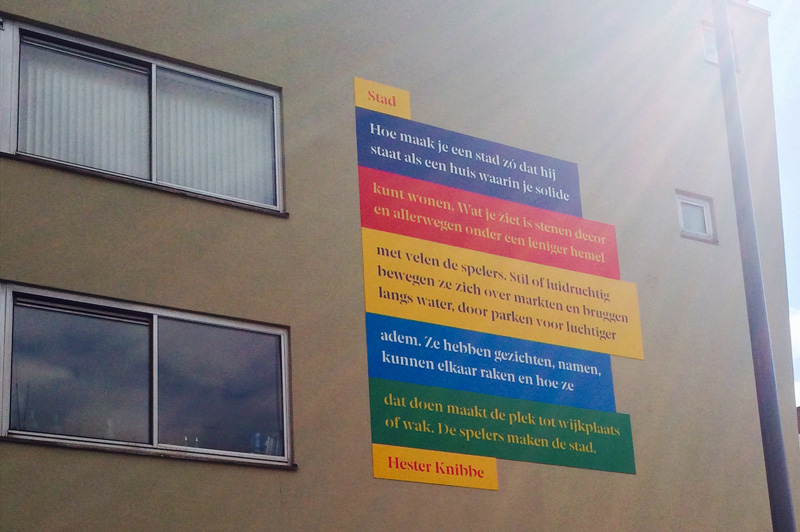 Stad
Hoe maak je een stad zó dat hij
staat als een huis waarin je solide
kunt wonen. Wat je ziet is stenen decor
en allerwegen onder een leniger hemel
met velen de spelers. Stil of luidruchtig
bewegen ze zich over markten en bruggen
langs water, door parken voor luchtiger
adem. Ze hebben gezichten, namen,
kunnen elkaar raken en hoe ze
dat doen maakt de plek tot wijkplaats
of wak. De spelers maken de stad.
Hester Knibbe